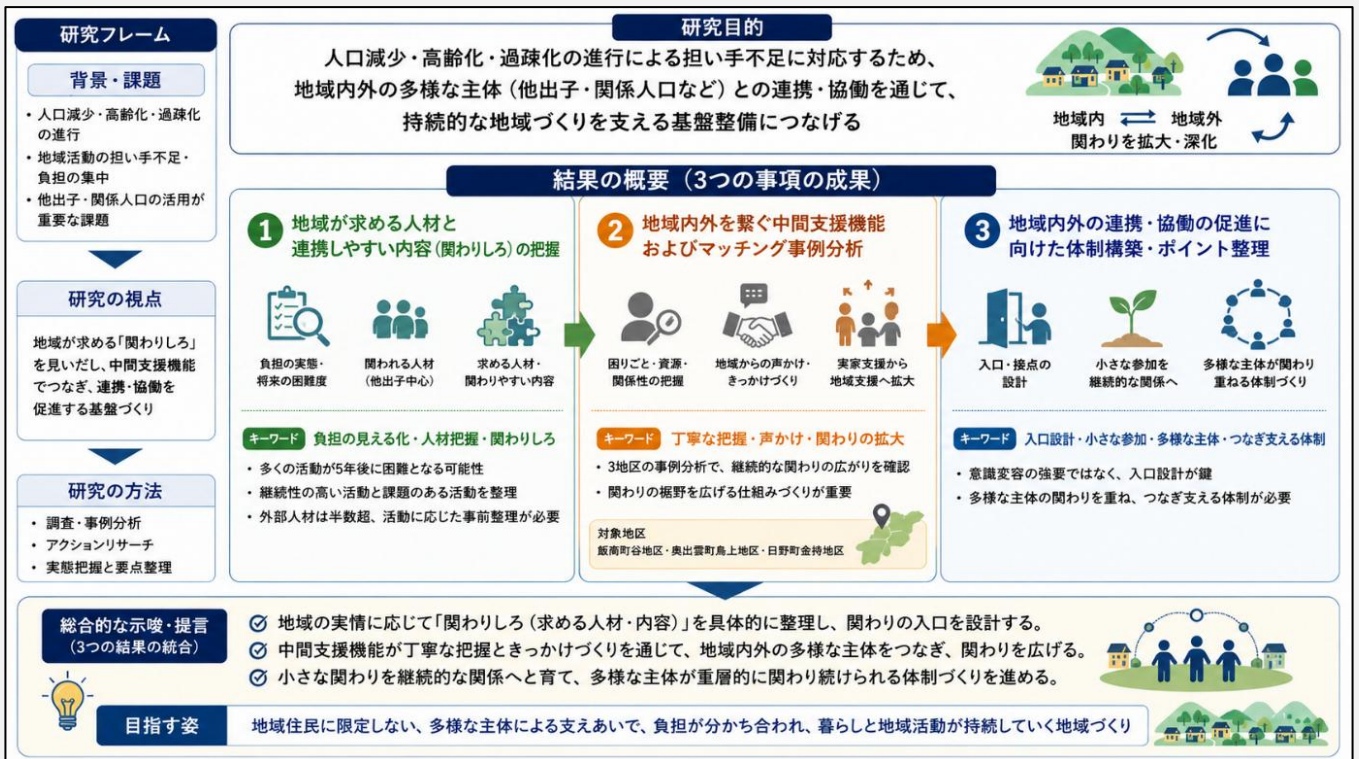 研究フレーム
背景・課題
・人口減少・高齢化・過疎化
の進行
・地域活動の担い手不足・
負担の集中
・他出子・関係人口の活用が
重要な課題
研究の視点
地域が求める「関わりしろ」
を見いだし、中間支援機能
でつなぎ、連携・協働を
促進する基盤づくり
研究の方法
・調査・事例分析
・アクションリサーチ
・実態把握と要点整理
研究目的
人口減少・高齢化・過疎化の進行による担い手不足に対応するため、
地域内外の多様な主体（他出子・関係人口など）との連携・協働を通じて、
持続的な地域づくりを支える基盤整備につなげる
地域内 ⇄ 地域外
関わりを拡大・深化
結果の概要（3つの事項の成果）
1 地域が求める人材と
連携しやすい内容（関わりしろ）の把握
負担の実態・
将来の困難度
関われる人材
（他出子中心）
求める人材・
関わりやすい内容
キーワード 負担の見える化・人材把握・関わりしろ
・多くの活動が5年後に困難となる可能性
・継続性の高い活動と課題のある活動を整理
・外部人材は半数超、活動に応じた事前整理が必要
2 地域内外を繋ぐ中間支援機能
およびマッチング事例分析
困りごと・資源・
関係性の把握
地域からの声かけ・
きっかけづくり
実家支援から
地域支援へ拡大
キーワード 丁寧な把握・声かけ・関わりの拡大
・3地区の事例分析で、継続的な関わりの広がりを確認
・関わりの裾野を広げる仕組みづくりが重要
対象地区
飯南町谷地区・奥出雲町鳥上地区・日野町金持地区
3 地域内外の連携・協働の促進に
向けた体制構築・ポイント整理
入口・接点の
設計
小さな参加を
継続的な関係へ
多様な主体が関わり
重ねる体制づくり
キーワード 入口設計・小さな参加・多様な主体・つなぎ支える体制
・意識変容の強要ではなく、入口設計が鍵
・多様な主体の関わりを重ね、つなぎ支える体制が必要
総合的な示唆・提言
（3つの結果の統合）
地域の実情に応じて「関わりしろ（求める人材・内容）」を具体的に整理し、関わりの入口を設計する。
中間支援機能が丁寧な把握ときっかけづくりを通じて、地域内外の多様な主体をつなぎ、関わりを広げる。
小さな関わりを継続的な関係へと育て、多様な主体が重層的に関わり続けられる体制づくりを進める。
目指す姿
地域住民に限定しない、多様な主体による支えあいで、負担が分かち合われ、暮らしと地域活動が持続していく地域づくり